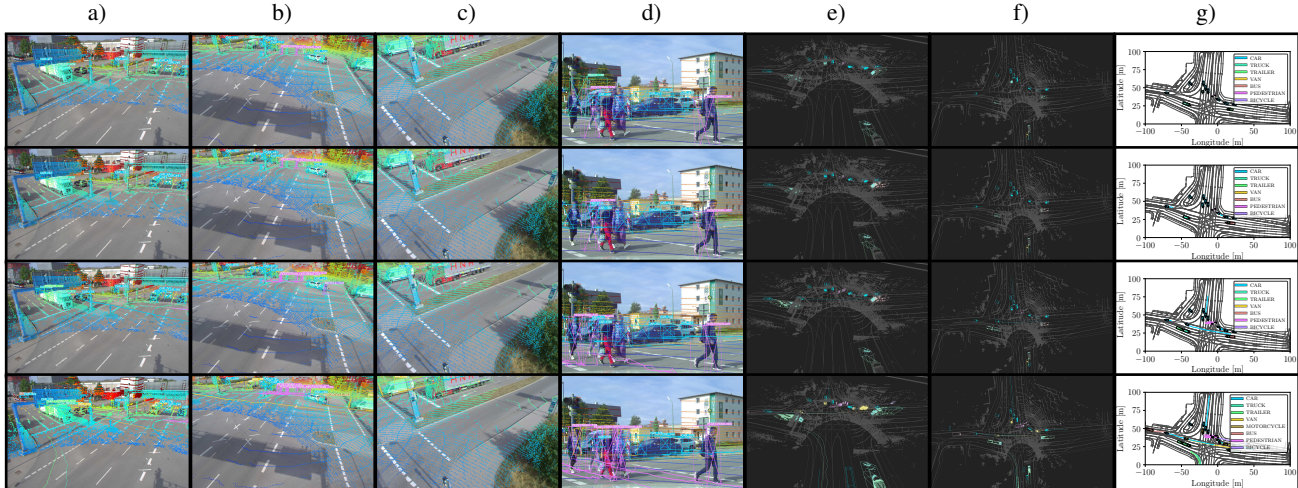 a) b) c) d) e) f) g)
Latitude [m]
100
75
50
25
0
CAR
TRUCK
TRAILER
VAN
BUS
PEDESTRIAN
BICYCLE
−100 −50 0 50 100
Longitude [m]
Latitude [m]
100
75
50
25
0
CAR
TRUCK
TRAILER
VAN
BUS
PEDESTRIAN
BICYCLE
−100 −50 0 50 100
Longitude [m]
Latitude [m]
100
75
50
25
0
CAR
TRUCK
TRAILER
VAN
BUS
PEDESTRIAN
BICYCLE
−100 −50 0 50 100
Longitude [m]
Latitude [m]
100
75
50
25
0
CAR
TRUCK
TRAILER
VAN
MOTORCYCLE
BUS
PEDESTRIAN
BICYCLE
−100 −50 0 50 100
Longitude [m]